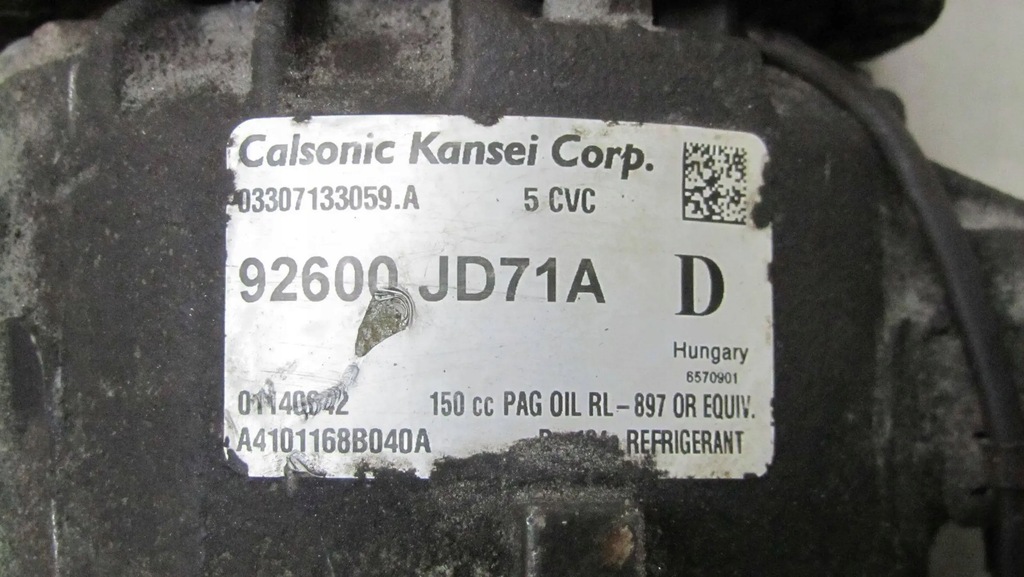 Calsonic Kansei Corp.
03307133059.A 5 CVC
92600 JD71A D
Hungary
6570901
150 cc PAG OIL RL-897 OR EQUIV.
A4101168B040A REFRIGERANT